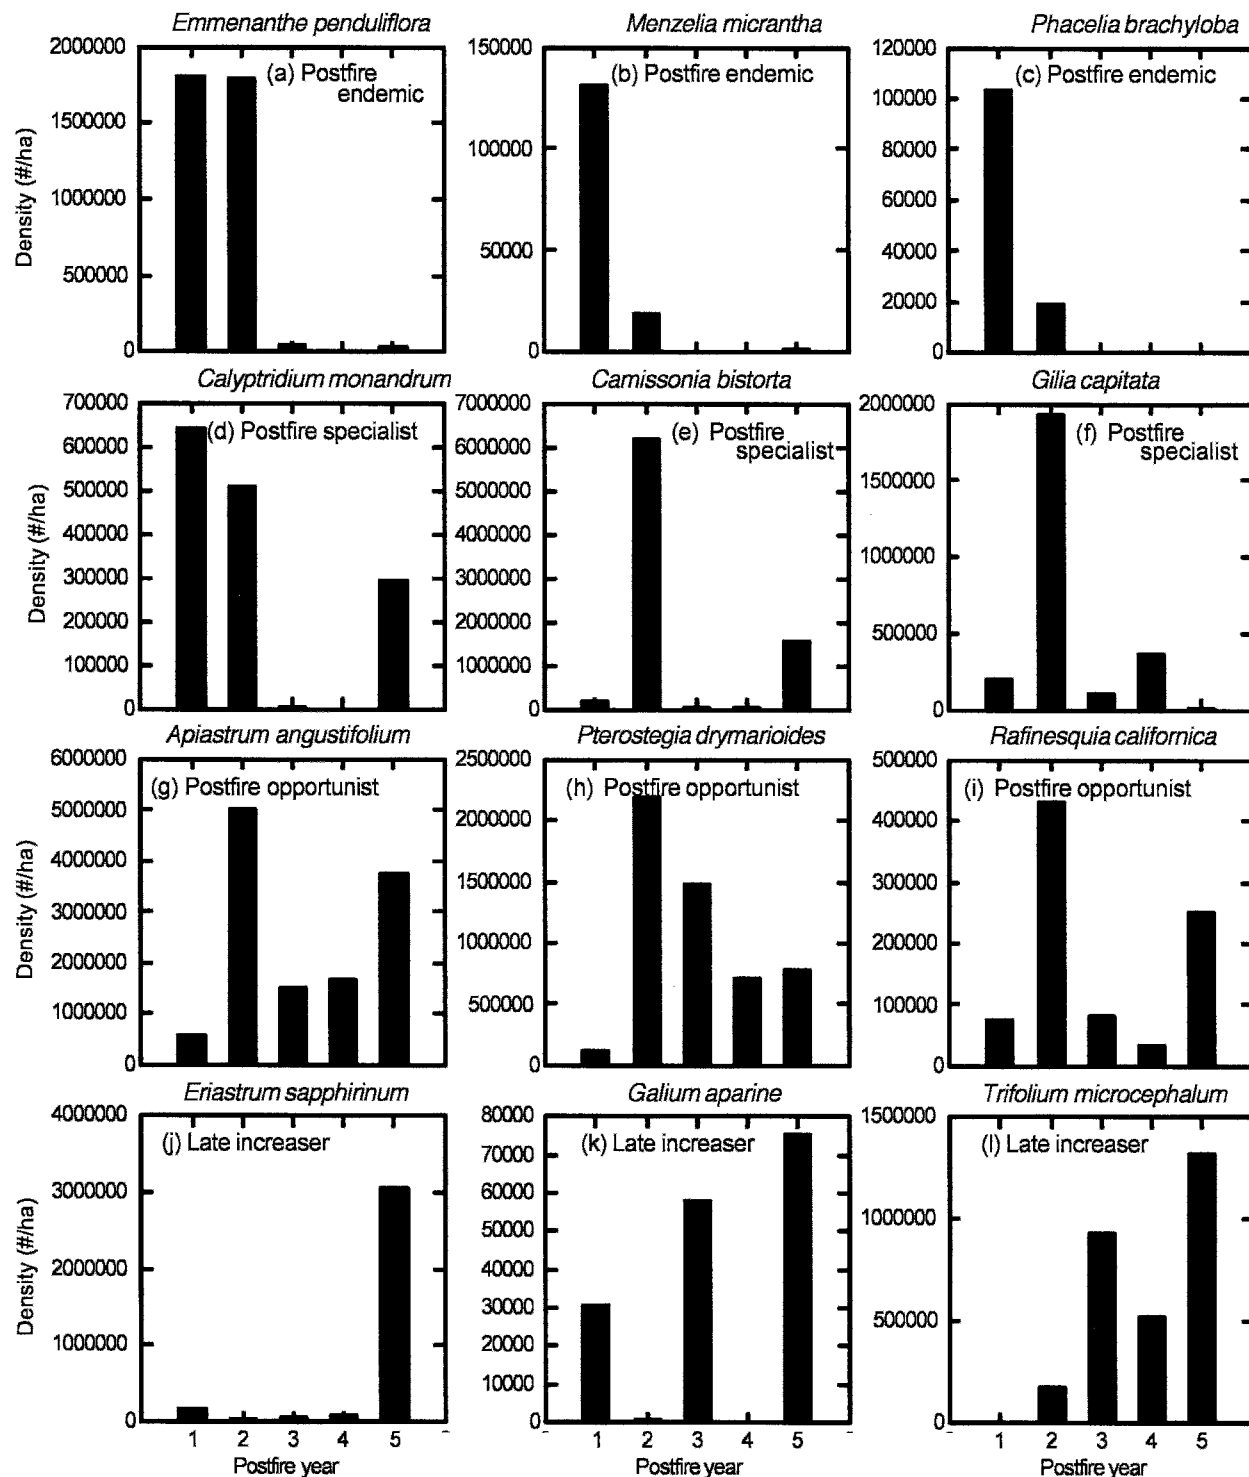 Emmenanthe penduliflora
Menzelia micrantha
Phacelia brachyloba
2000000
1500000
1000000
500000
0
Density (#/ha)
(a) Postfire
endemic
150000
100000
50000
0
(b) Postfire endemic
120000
100000
80000
60000
40000
20000
0
(c) Postfire endemic
Calyptridium monandrum
Camissonia bistorta
Gilia capitata
700000
600000
500000
400000
300000
200000
100000
0
Density (#/ha)
(d) Postfire specialist
7000000
6000000
5000000
4000000
3000000
2000000
1000000
0
(e) Postfire
specialist
2000000
1500000
1000000
500000
0
(f) Postfire
specialist
Apiastrum angustifolium
Pterostegia drymarioides
Rafinesquia californica
6000000
5000000
4000000
3000000
2000000
1000000
0
Density (#/ha)
(g) Postfire opportunist
2500000
2000000
1500000
1000000
500000
0
(h) Postfire opportunist
500000
400000
300000
200000
100000
0
(i) Postfire opportunist
Eriastrum sapphirinum
Galium aparine
Trifolium microcephalum
4000000
3000000
2000000
1000000
0
Density (#/ha)
(j) Late increaser
80000
70000
60000
50000
40000
30000
20000
10000
0
(k) Late increaser
1500000
1000000
500000
0
(l) Late increaser
1 2 3 4 5
1 2 3 4 5
1 2 3 4 5
Postfire year
Postfire year
Postfire year